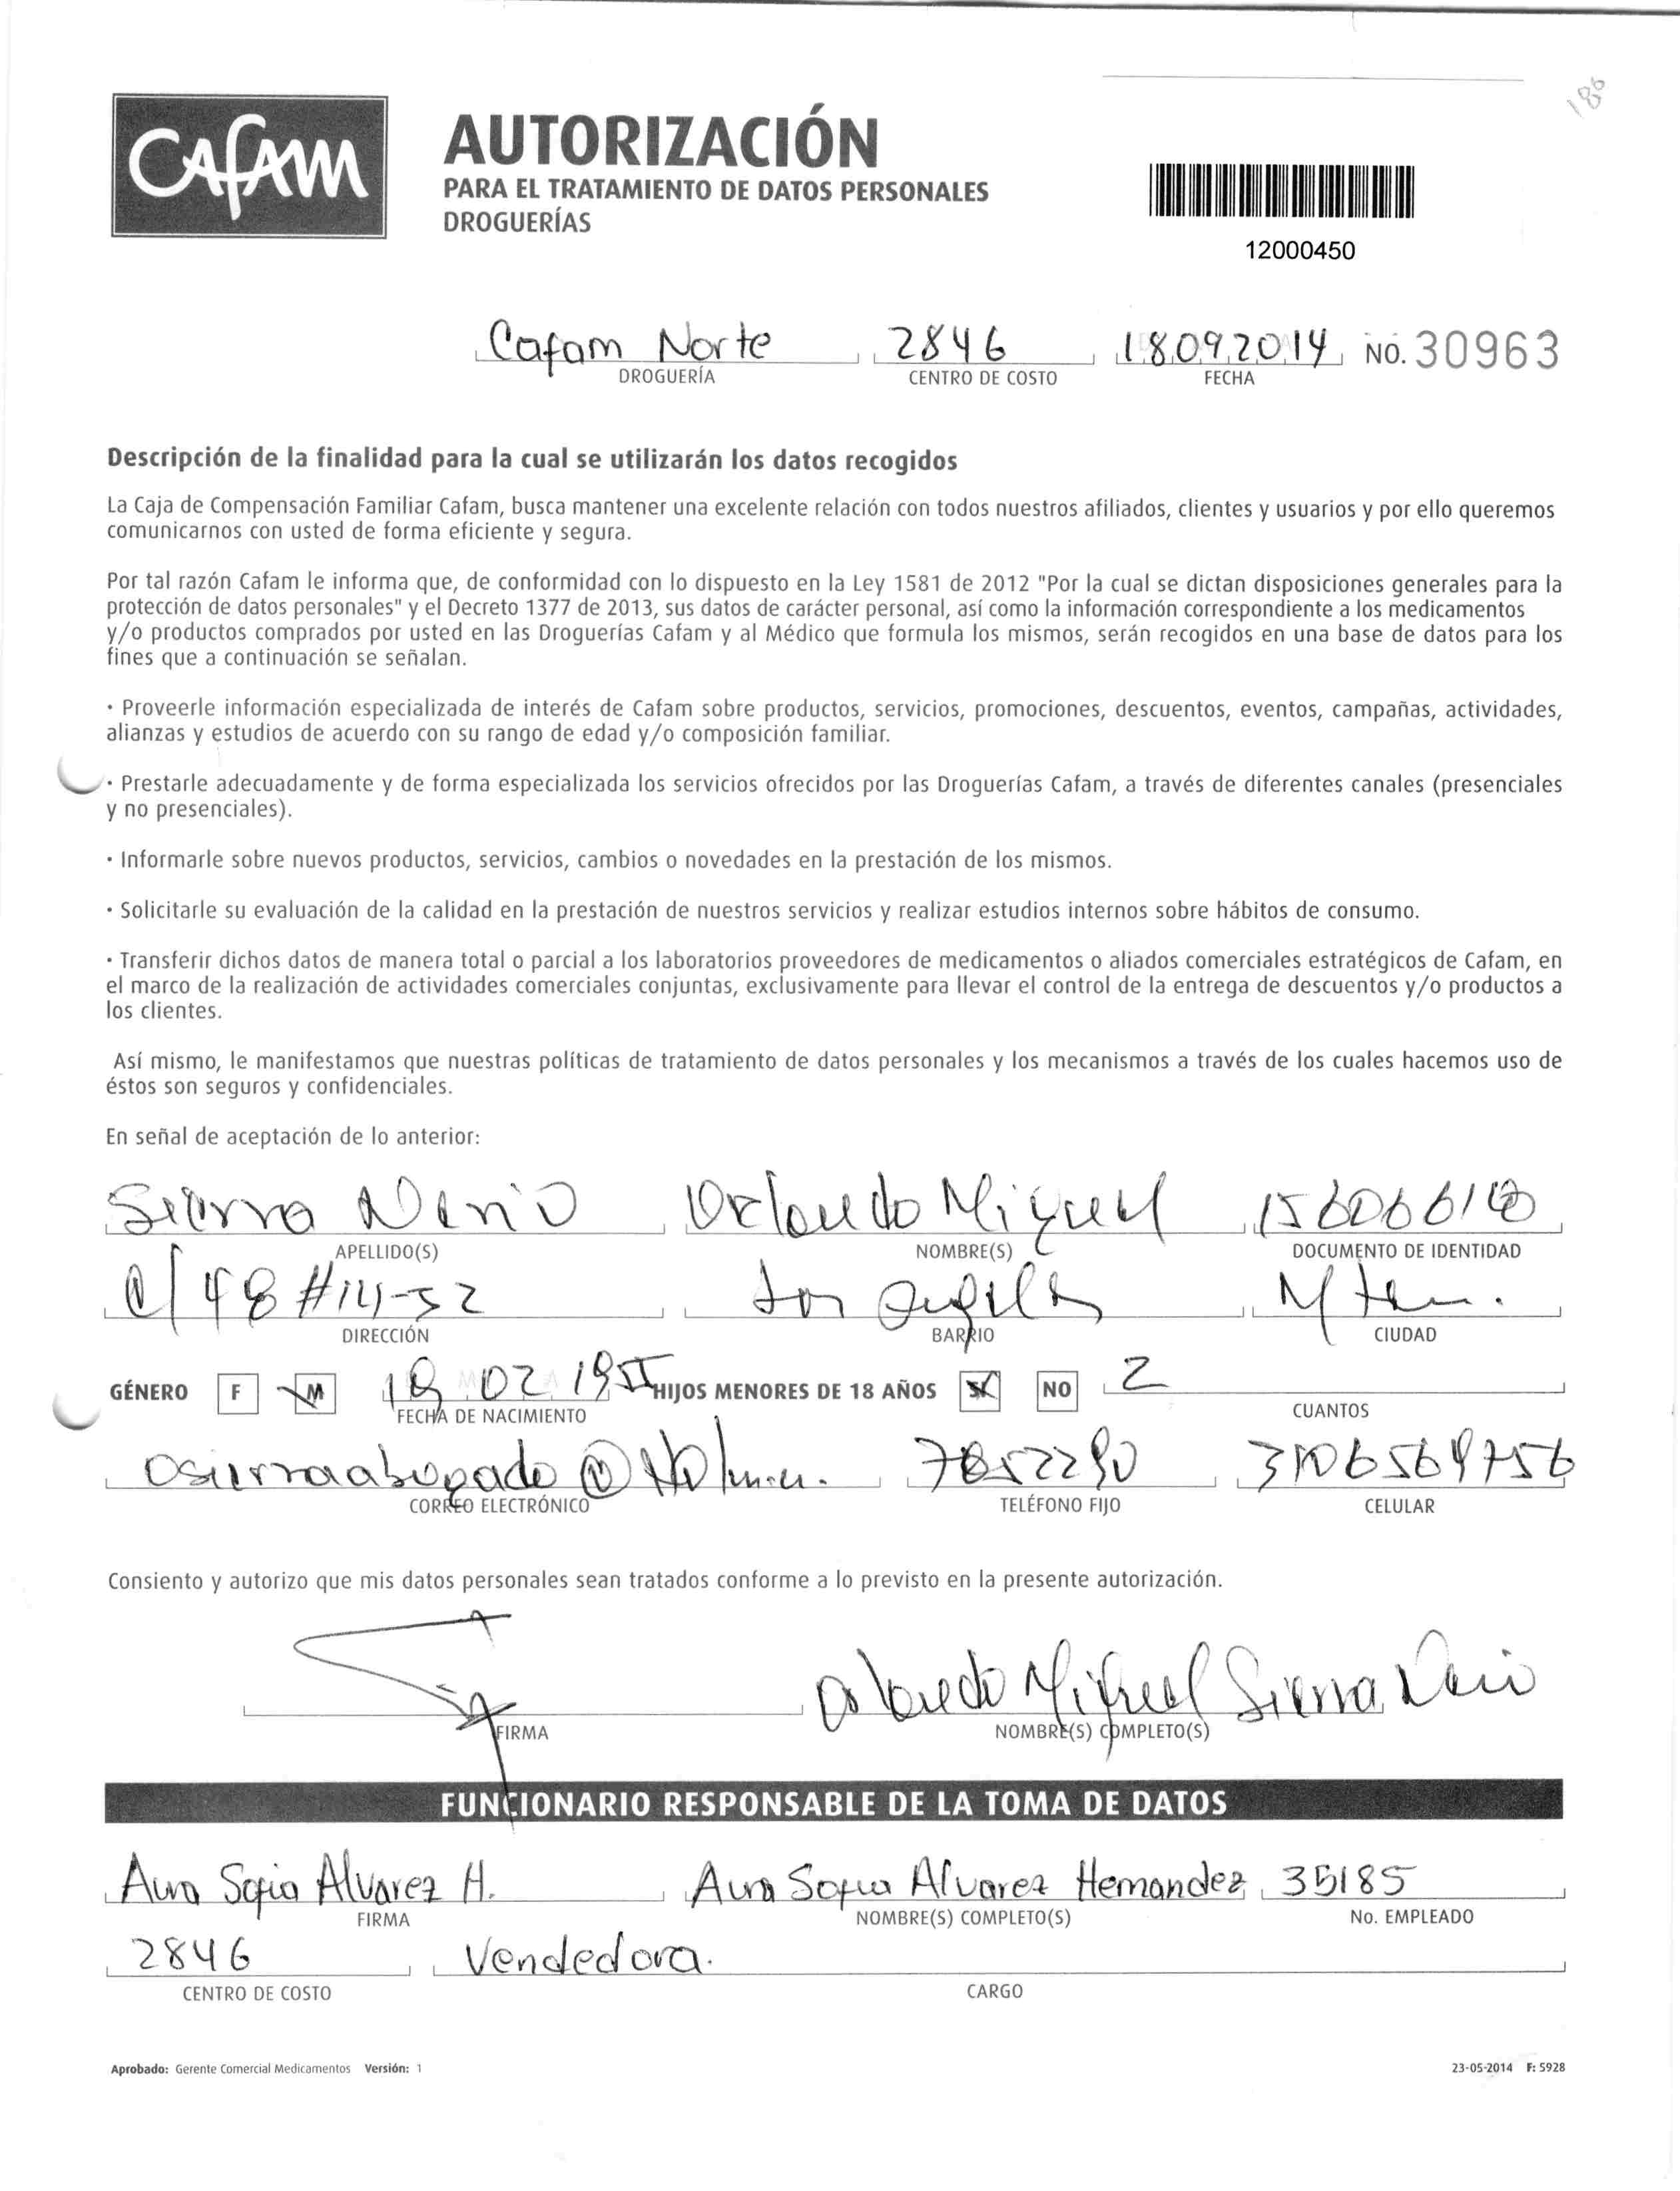 186
Cafam
AUTORIZACIÓN
PARA EL TRATAMIENTO DE DATOS PERSONALES
DROGUERÍAS
12000450
Cafam Norte 2846 18092014 NO. 30963
DROGUERÍA CENTRO DE COSTO FECHA
Descripción de la finalidad para la cual se utilizarán los datos recogidos
La Caja de Compensación Familiar Cafam, busca mantener una excelente relación con todos nuestros afiliados, clientes y usuarios y por ello queremos
comunicarnos con usted de forma eficiente y segura.
Por tal razón Cafam le informa que, de conformidad con lo dispuesto en la Ley 1581 de 2012 "Por la cual se dictan disposiciones generales para la
protección de datos personales" y el Decreto 1377 de 2013, sus datos de carácter personal, así como la información correspondiente a los medicamentos
y/o productos comprados por usted en las Droguerías Cafam y al Médico que formula los mismos, serán recogidos en una base de datos para los
fines que a continuación se señalan.
· Proveerle información especializada de interés de Cafam sobre productos, servicios, promociones, descuentos, eventos, campañas, actividades,
alianzas y estudios de acuerdo con su rango de edad y/o composición familiar.
· Prestarle adecuadamente y de forma especializada los servicios ofrecidos por las Droguerías Cafam, a través de diferentes canales (presenciales
y no presenciales).
· Informarle sobre nuevos productos, servicios, cambios o novedades en la prestación de los mismos.
· Solicitarle su evaluación de la calidad en la prestación de nuestros servicios y realizar estudios internos sobre hábitos de consumo.
· Transferir dichos datos de manera total o parcial a los laboratorios proveedores de medicamentos o aliados comerciales estratégicos de Cafam, en
el marco de la realización de actividades comerciales conjuntas, exclusivamente para llevar el control de la entrega de descuentos y/o productos a
los clientes.
Así mismo, le manifestamos que nuestras políticas de tratamiento de datos personales y los mecanismos a través de los cuales hacemos uso de
éstos son seguros y confidenciales.
En señal de aceptación de lo anterior:
Sierra Orlando Miguel
APELLIDO(S) NOMBRE(S) DOCUMENTO DE IDENTIDAD
#14-52
DIRECCIÓN BARRIO CIUDAD
GÉNERO F M 02 HIJOS MENORES DE 18 AÑOS SI NO 2
FECHA DE NACIMIENTO CUANTOS
7852290
CORREO ELECTRÓNICO TELÉFONO FIJO CELULAR
Consiento y autorizo que mis datos personales sean tratados conforme a lo previsto en la presente autorización.
Orlando Miguel Sierra
FIRMA NOMBRE(S) COMPLETO(S)
FUNCIONARIO RESPONSABLE DE LA TOMA DE DATOS
Aura Sofia Alvarez H. Aura Sofia Alvarez Hernandez 35185
FIRMA NOMBRE(S) COMPLETO(S) No. EMPLEADO
2846 Vendedora.
CENTRO DE COSTO CARGO
Aprobado: Gerente Comercial Medicamentos Versión: 1 23-05-2014 F: 5928